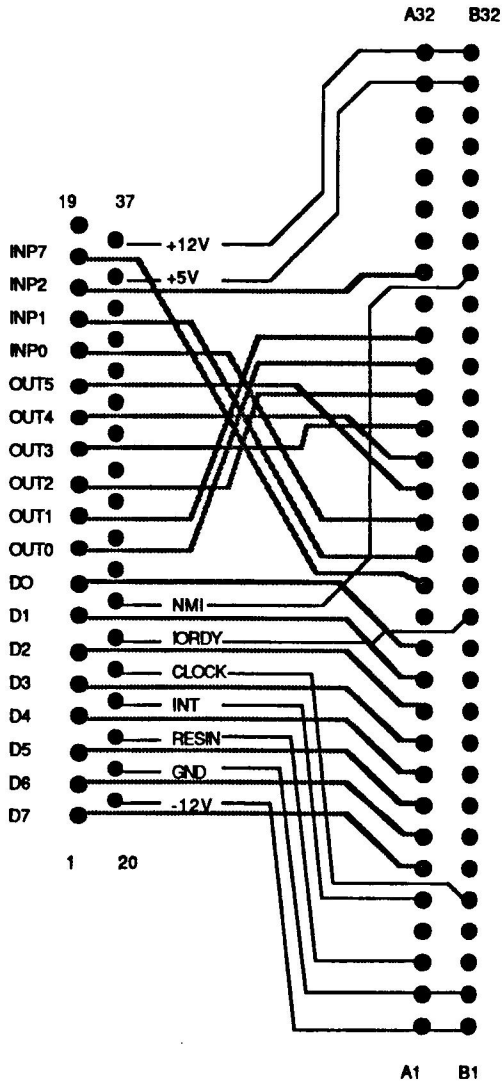 A32 B32
19 37
+12V
INP7
+5V
INP2
INP1
INP0
OUT5
OUT4
OUT3
OUT2
OUT1
OUT0
DO
NMI
D1
IORDY
D2
CLOCK
D3
INT
D4
RESIN
D5
GND
D6
-12V
D7
1 20
A1 B1